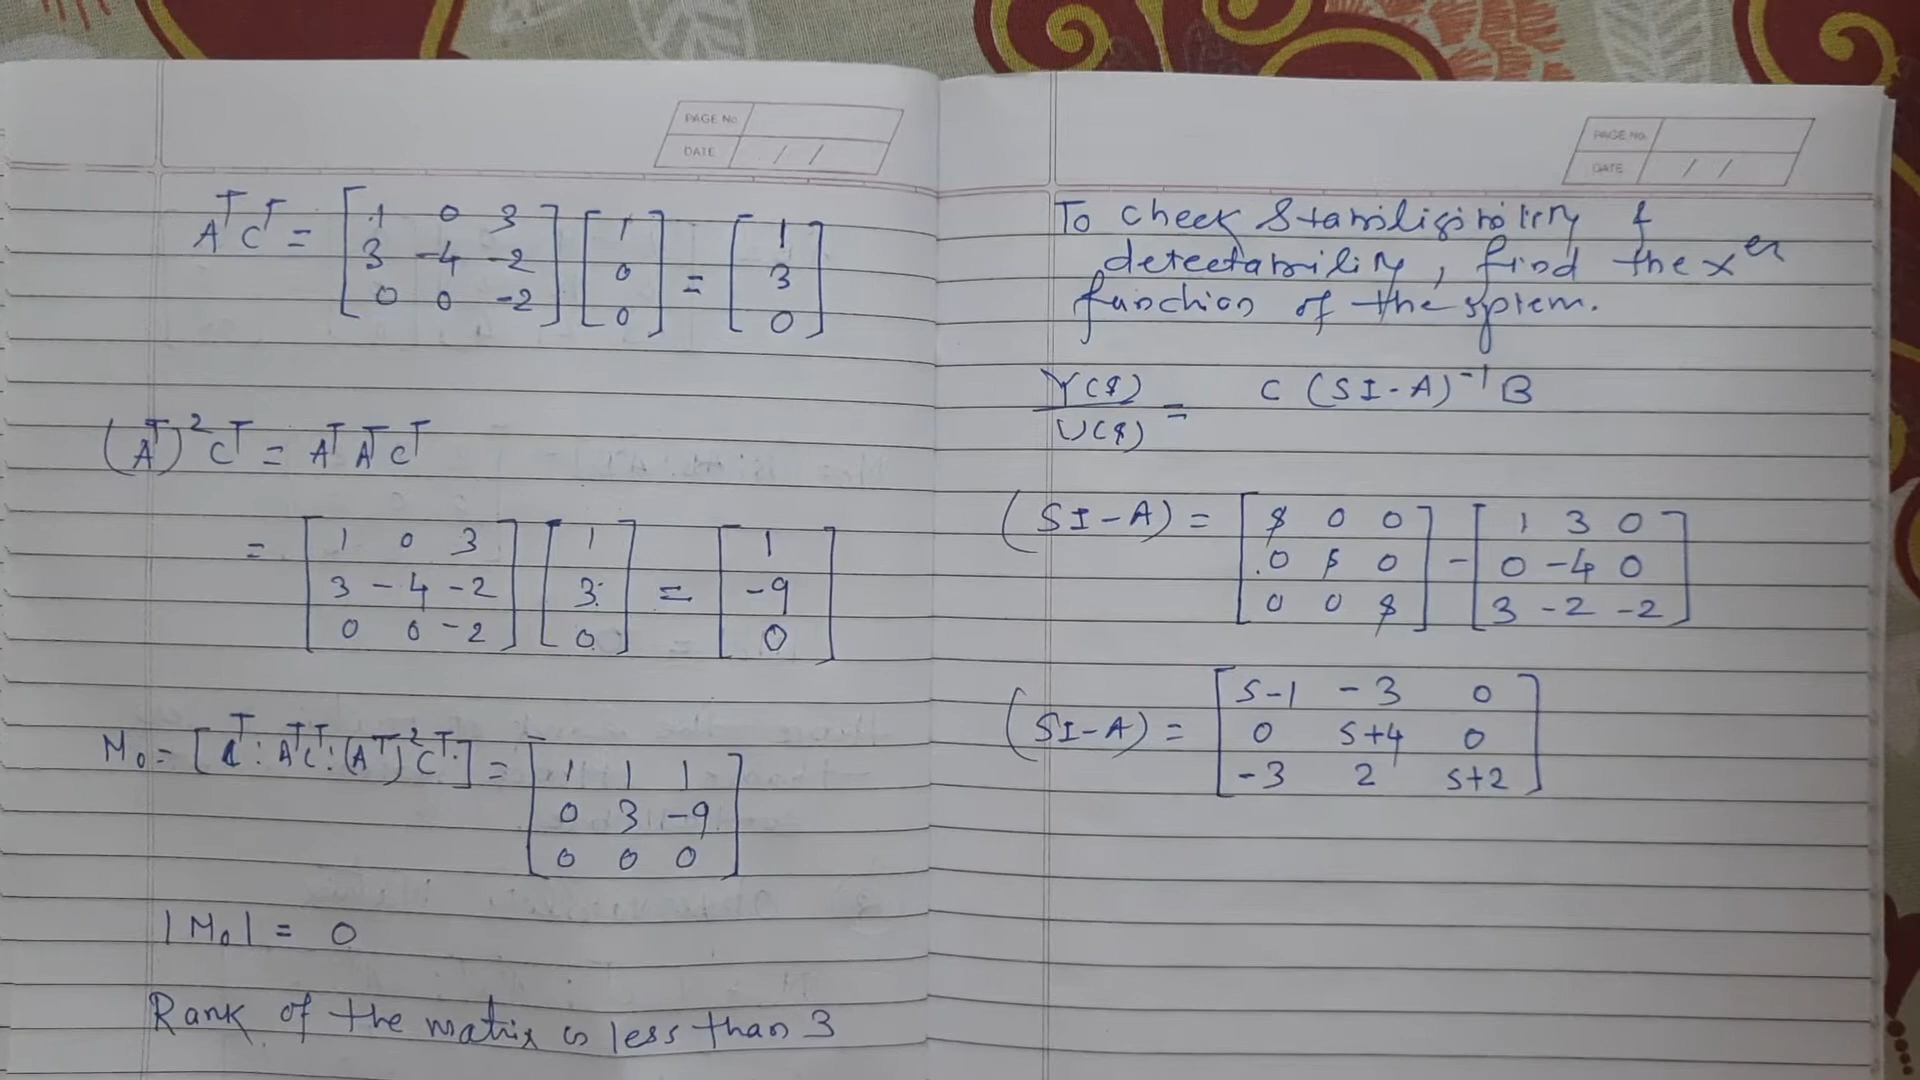 PAGE No.
DATE / /
A^T C^T = [1 0 3; 3 -4 -2; 0 0 -2] [1; 0; 0] = [1; 3; 0]
(A^T)^2 C^T = A^T A^T C^T
= [1 0 3; 3 -4 -2; 0 0 -2] [1; 3; 0] = [1; -9; 0]
M_0 = [C^T : A^T C^T : (A^T)^2 C^T] = [1 1 1; 0 3 -9; 0 0 0]
|M_0| = 0
Rank of the matrix is less than 3
PAGE No.
DATE / /
To check Stabiligibility &
detectability, find the x^er
function of the system.
Y(s)/U(s) = C (SI-A)^-1 B
(SI-A) = [s 0 0; 0 s 0; 0 0 s] - [1 3 0; 0 -4 0; 3 -2 -2]
(SI-A) = [s-1 -3 0; 0 s+4 0; -3 2 s+2]